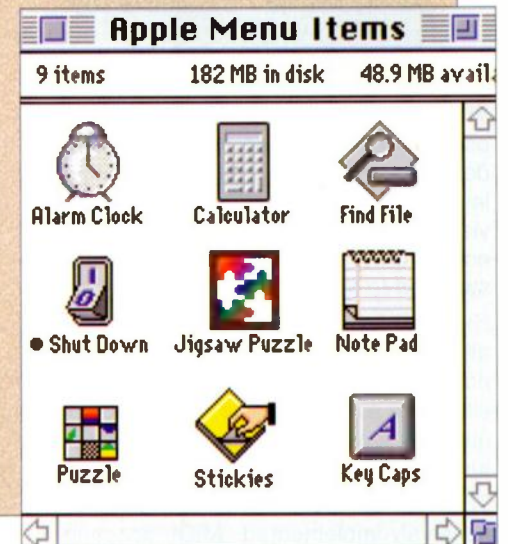 Apple Menu Items
9 items 182 MB in disk 48.9 MB avail
Alarm Clock Calculator Find File
● Shut Down Jigsaw Puzzle Note Pad
Puzzle Stickies Key Caps